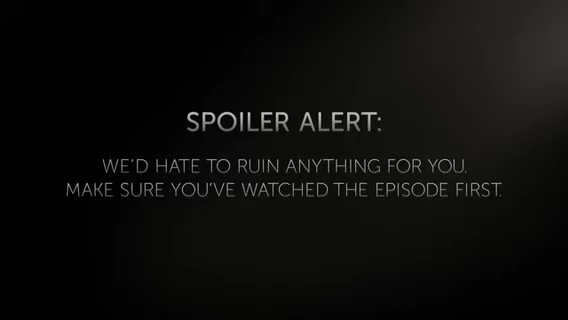 SPOILER ALERT:
WE'D HATE TO RUIN ANYTHING FOR YOU.
MAKE SURE YOU'VE WATCHED THE EPISODE FIRST.